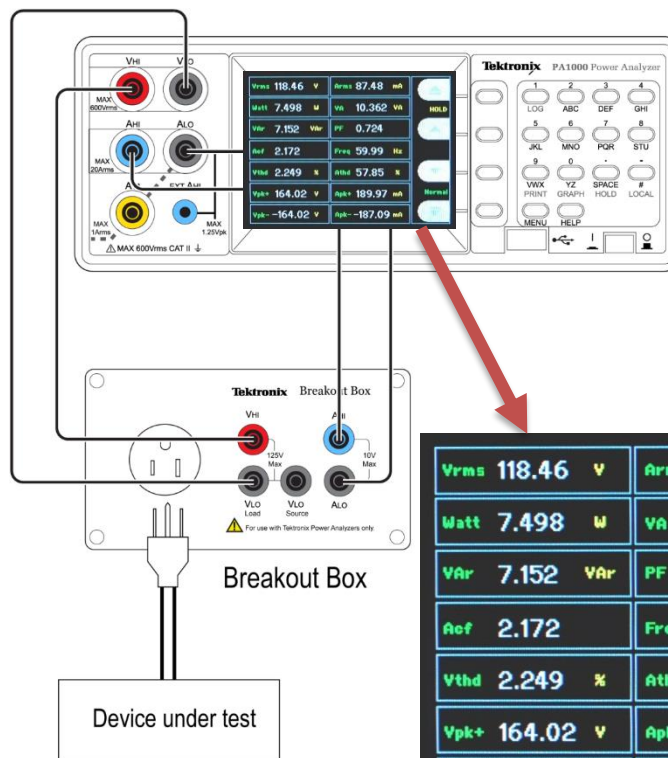 VHI VLO
MAX
600Vrms
AHI ALO
MAX
20Arms
EXT AHI
MAX
1Arms
MAX
1.25Vpk
MAX 600Vrms CAT II
Vrms 118.46 V Arms 87.48 mA
Watt 7.498 W VA 10.362 VA HOLD
VAr 7.152 VAr PF 0.724
Acf 2.172 Freq 59.99 Hz
Vthd 2.249 % Athd 57.85 %
Vpk+ 164.02 V Apk+ 189.97 mA Normal
Vpk- -164.02 V Apk- -187.09 mA
Tektronix PA1000 Power Analyzer
1 2 3 4
LOG ABC DEF GHI
5 6 7 8
JKL MNO PQR STU
9 0 . -
VWX YZ SPACE #
PRINT GRAPH HOLD LOCAL
MENU HELP
Tektronix Breakout Box
VHI AHI
125V
Max
10V
Max
VLO VLO ALO
Load Source
For use with Tektronix Power Analyzers only.
Breakout Box
Device under test
Vrms 118.46 V
Watt 7.498 W VA
VAr 7.152 VAr PF
Acf 2.172
Vthd 2.249 %
Vpk+ 164.02 V